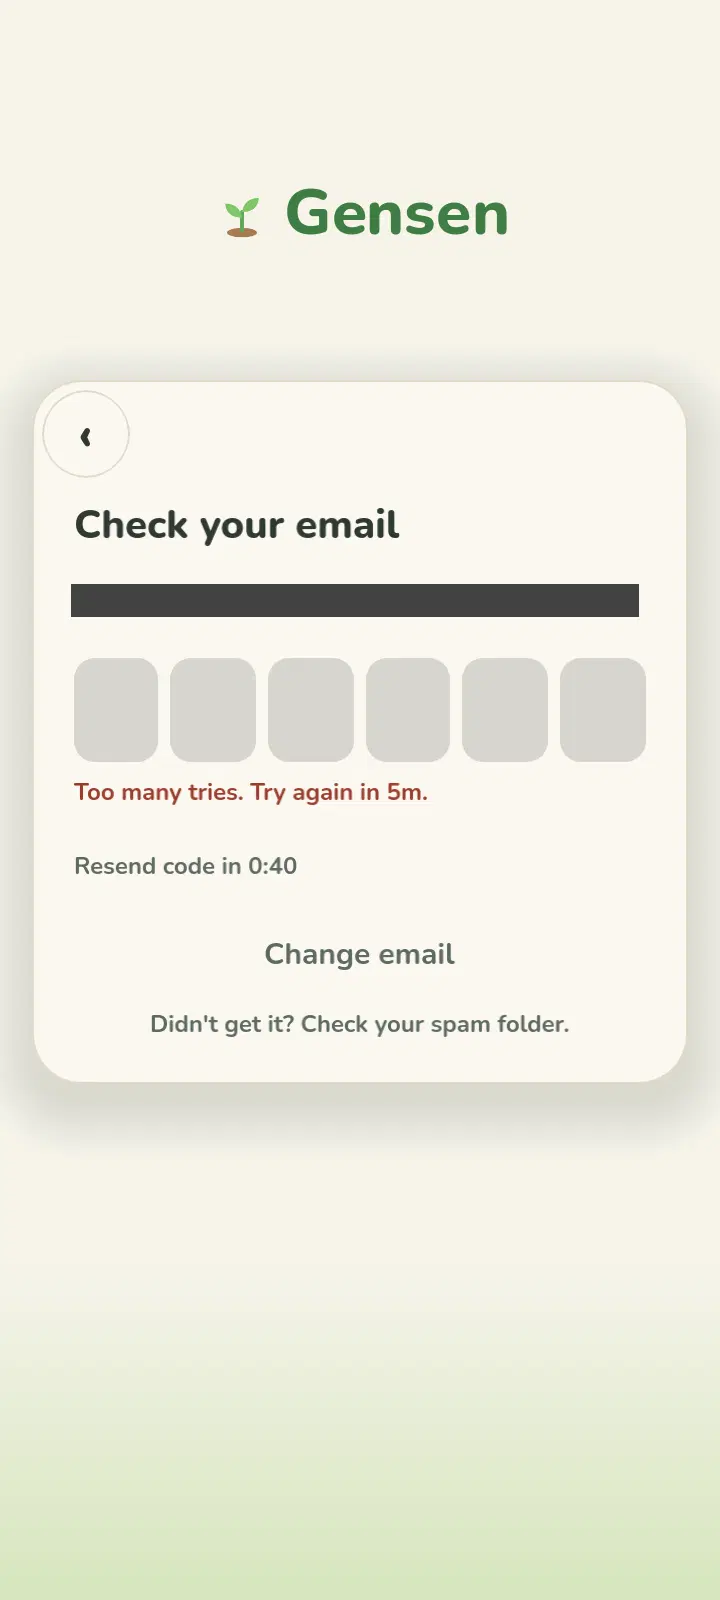 Gensen
Check your email
Too many tries. Try again in 5m.
Resend code in 0:40
Change email
Didn't get it? Check your spam folder.